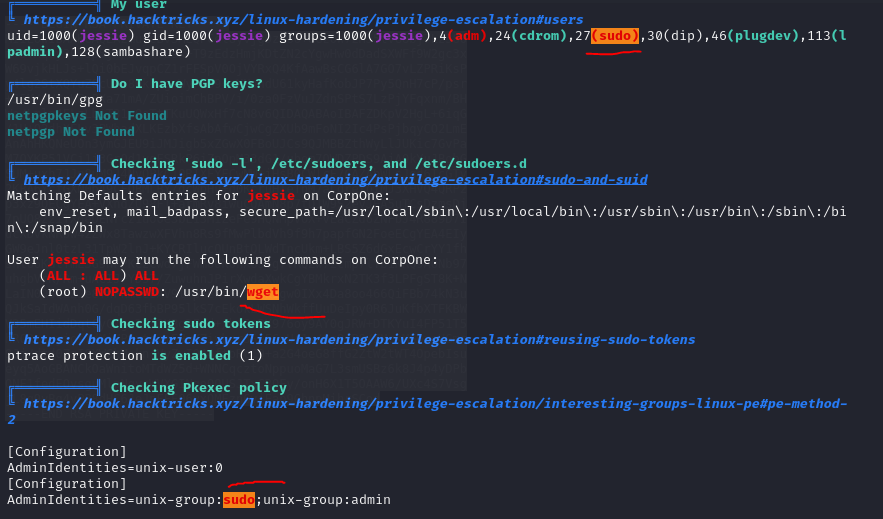 ╔══════════╣ My user
╚ https://book.hacktricks.xyz/linux-hardening/privilege-escalation#users
uid=1000(jessie) gid=1000(jessie) groups=1000(jessie),4(adm),24(cdrom),27(sudo),30(dip),46(plugdev),113(l
padmin),128(sambashare)
╔══════════╣ Do I have PGP keys?
/usr/bin/gpg
netpgpkeys Not Found
netpgp Not Found
╔══════════╣ Checking 'sudo -l', /etc/sudoers, and /etc/sudoers.d
╚ https://book.hacktricks.xyz/linux-hardening/privilege-escalation#sudo-and-suid
Matching Defaults entries for jessie on CorpOne:
    env_reset, mail_badpass, secure_path=/usr/local/sbin\:/usr/local/bin\:/usr/sbin\:/usr/bin\:/sbin\:/bi
n\:/snap/bin
User jessie may run the following commands on CorpOne:
    (ALL : ALL) ALL
    (root) NOPASSWD: /usr/bin/wget
╔══════════╣ Checking sudo tokens
╚ https://book.hacktricks.xyz/linux-hardening/privilege-escalation#reusing-sudo-tokens
ptrace protection is enabled (1)
╔══════════╣ Checking Pkexec policy
╚ https://book.hacktricks.xyz/linux-hardening/privilege-escalation/interesting-groups-linux-pe#pe-method-
2
[Configuration]
AdminIdentities=unix-user:0
[Configuration]
AdminIdentities=unix-group:sudo;unix-group:admin